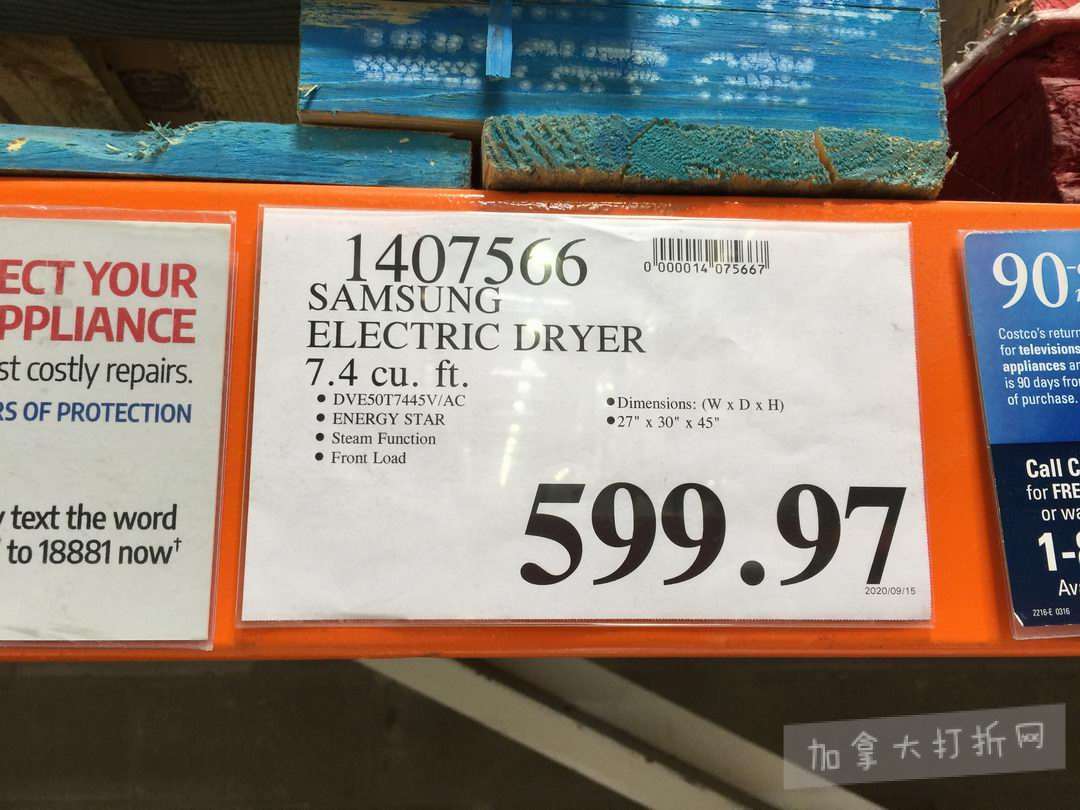 ECT YOUR
PPLIANCE
st costly repairs.
RS OF PROTECTION
y text the word
to 18881 now†
1407566
0 000014 075667
SAMSUNG
ELECTRIC DRYER
7.4 cu. ft.
• DVE50T7445V/AC
• ENERGY STAR
• Steam Function
• Front Load
•Dimensions: (W x D x H)
•27" x 30" x 45"
599.97
2020/09/15
90-
Costco's return
for televisions
appliances an
is 90 days from
of purchase.
Call C
for FRE
or wa
1-8
Ava
2216-E 0316
加拿大打折网